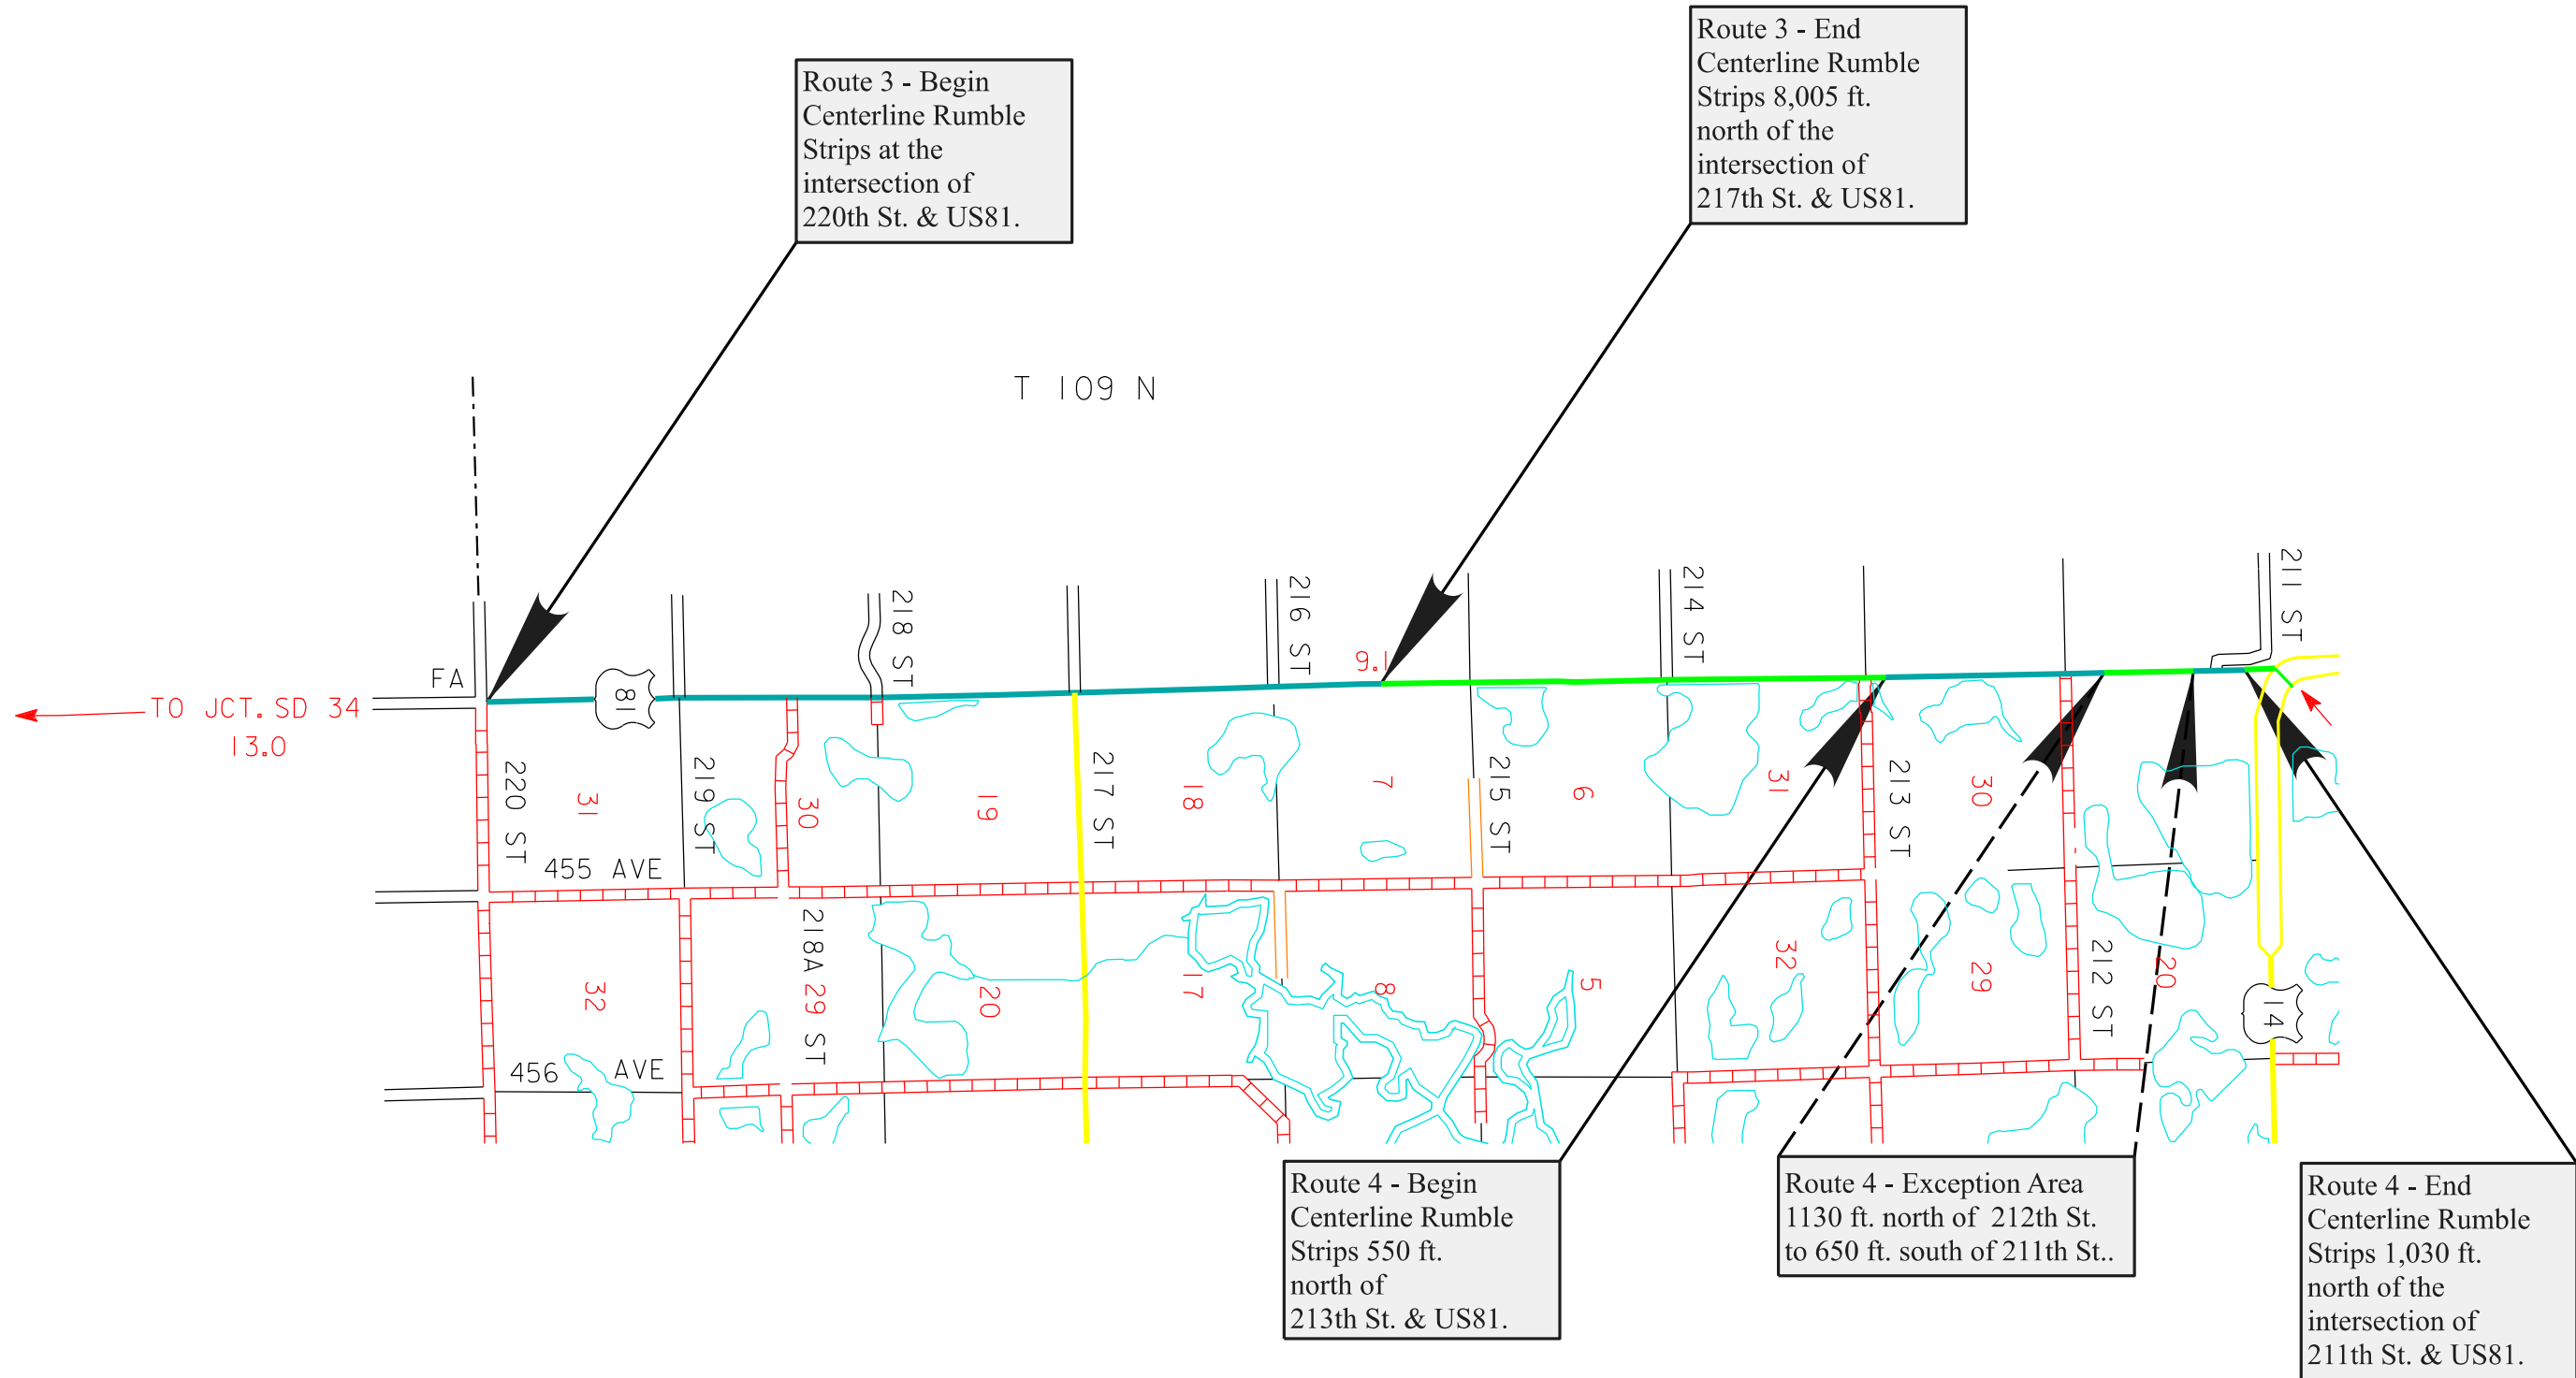 Route 3 - Begin
Centerline Rumble
Strips at the
intersection of
220th St. & US81.
Route 3 - End
Centerline Rumble
Strips 8,005 ft.
north of the
intersection of
217th St. & US81.
T 109 N
TO JCT. SD 34
13.0
FA
81
218 ST
216 ST
9.1
214 ST
211 ST
220 ST
31
219 ST
30
19
217 ST
18
7
215 ST
6
31
213 ST
30
455 AVE
32
218A ST
29
20
17
8
5
32
29
212 ST
20
14
456 AVE
Route 4 - Begin
Centerline Rumble
Strips 550 ft.
north of
213th St. & US81.
Route 4 - Exception Area
1130 ft. north of 212th St.
to 650 ft. south of 211th St..
Route 4 - End
Centerline Rumble
Strips 1,030 ft.
north of the
intersection of
211th St. & US81.